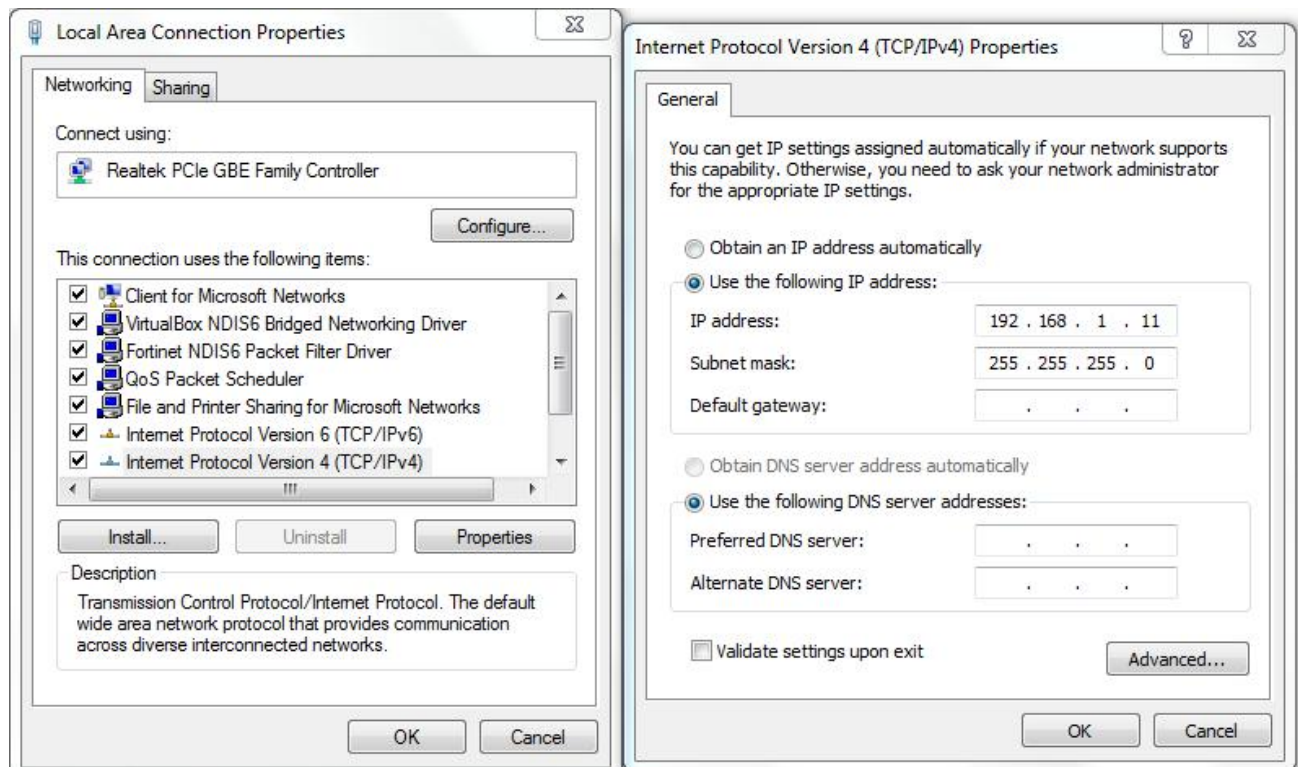 Local Area Connection Properties
Networking
Sharing
Connect using:
Realtek PCIe GBE Family Controller
Configure...
This connection uses the following items:
Client for Microsoft Networks
VirtualBox NDIS6 Bridged Networking Driver
Fortinet NDIS6 Packet Filter Driver
QoS Packet Scheduler
File and Printer Sharing for Microsoft Networks
Internet Protocol Version 6 (TCP/IPv6)
Internet Protocol Version 4 (TCP/IPv4)
Install...
Uninstall
Properties
Description
Transmission Control Protocol/Internet Protocol. The default
wide area network protocol that provides communication
across diverse interconnected networks.
OK
Cancel
Internet Protocol Version 4 (TCP/IPv4) Properties
General
You can get IP settings assigned automatically if your network supports
this capability. Otherwise, you need to ask your network administrator
for the appropriate IP settings.
Obtain an IP address automatically
Use the following IP address:
IP address:
192 . 168 . 1 . 11
Subnet mask:
255 . 255 . 255 . 0
Default gateway:
. . .
Obtain DNS server address automatically
Use the following DNS server addresses:
Preferred DNS server:
. . .
Alternate DNS server:
. . .
Validate settings upon exit
Advanced...
OK
Cancel